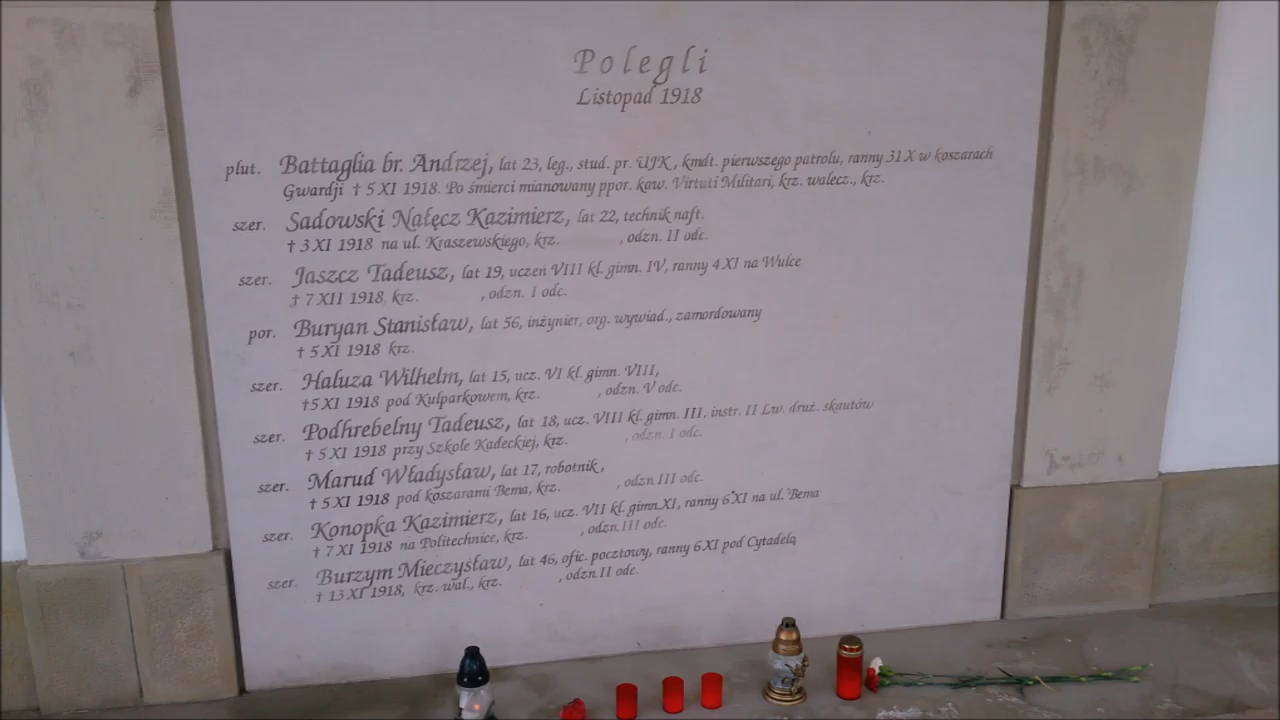 Polegli
Listopad 1918
plut. Battaglia br. Andrzej, lat 23, leg., stud. pr. UJK, kmdt. pierwszego patrolu, ranny 31 X w koszarach
Gwardji † 5 XI 1918. Po śmierci mianowany ppor. kaw. Virtuti Militari, krz. walecz., krz.
szer. Sadowski Nałęcz Kazimierz, lat 22, technik naft.
† 3 XI 1918 na ul. Kraszewskiego, krz. , odzn. II odc.
szer. Jaszcz Tadeusz, lat 19, uczeń VIII kl. gimn. IV, ranny 4 XI na Wulce
† 7 XII 1918, krz. , odzn. I odc.
por. Buryan Stanisław, lat 56, inżynier, org. wywiad., zamordowany
† 5 XI 1918 krz.
szer. Haluza Wilhelm, lat 15, ucz. VI kl. gimn. VIII,
† 5 XI 1918 pod Kulparkowem, krz. , odzn. V odc.
szer. Podhrebelny Tadeusz, lat 18, ucz. VIII kl. gimn. III. instr. II Lw. druż. skautów
† 5 XI 1918 przy Szkole Kadeckiej, krz. , odzn. I odc.
szer. Marud Władysław, lat 17, robotnik,
† 5 XI 1918 pod koszarami Bema, krz. , odzn III odc.
szer. Konopka Kazimierz, lat 16, ucz. VII kl. gimn XI, ranny 6 XI na ul. Bema
† 7 XI 1918 na Politechnice, krz. , odzn. III odc.
szer. Burzym Mieczysław, lat 46, ofic. pocztowy, ranny 6 XI pod Cytadelą
† 13 XI 1918, krz. wal., krz. , odzn. II odc.